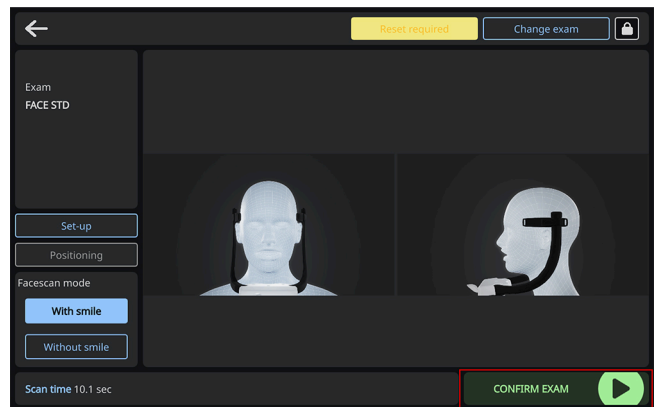 Reset required
Change exam
Exam
FACE STD
Set-up
Positioning
Facescan mode
With smile
Without smile
Scan time 10.1 sec
CONFIRM EXAM